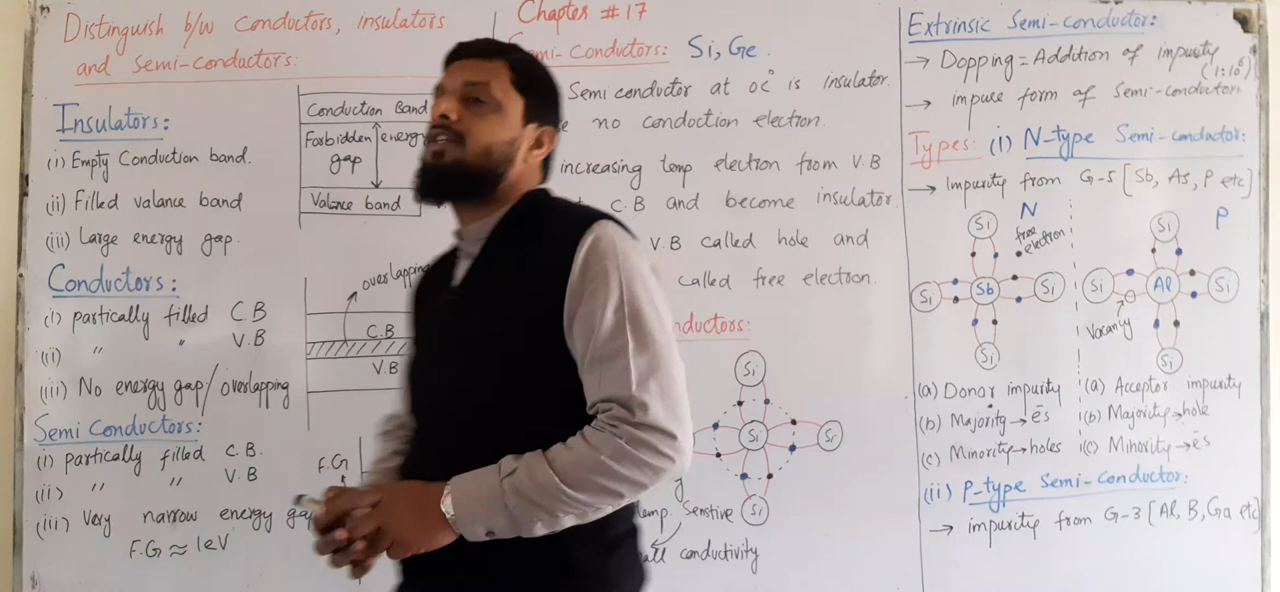 Distinguish b/w Conductors, insulators
and Semi-conductors:
Insulators:
(i) Empty Conduction band.
(ii) Filled valance band
(iii) Large energy gap.
Conductors:
(i) partically filled C.B
(ii) " " V.B
(iii) No energy gap/overlapping
Semi Conductors:
(i) partically filled C.B.
(ii) " " V.B
(iii) Very narrow energy gap
F.G ≈ 1eV
Conduction Band
Forbidden energy
gap
Valance band
overlapping
C.B
V.B
F.G
Chapter #17
Semi-Conductors: Si, Ge.
Semi conductor at 0c° is insulator.
no conduction electron.
increasing temp electron from V.B
C.B and become insulator.
V.B called hole and
called free electron.
Si
Si
Si
Si
temp. Senstive
conductivity
Extrinsic Semi-conductor:
→ Dopping = Addition of impurity
(1:10⁶)
→ impure form of Semi-conductor
Types: (i) N-type Semi-conductor:
→ Impurity from G-5 [Sb, As, P etc]
N
free
electron
Si
Si
Sb
Si
Si
P
Si
Si
Al
Si
Vacancy
Si
(a) Donor impurity
(b) Majority→ēs
(c) Minority→holes
(a) Acceptor impurity
(b) Majority→hole
(c) Minority→ēs
(ii) P-type Semi-conductor:
→ impurity from G-3 [Al, B, Ga etc]